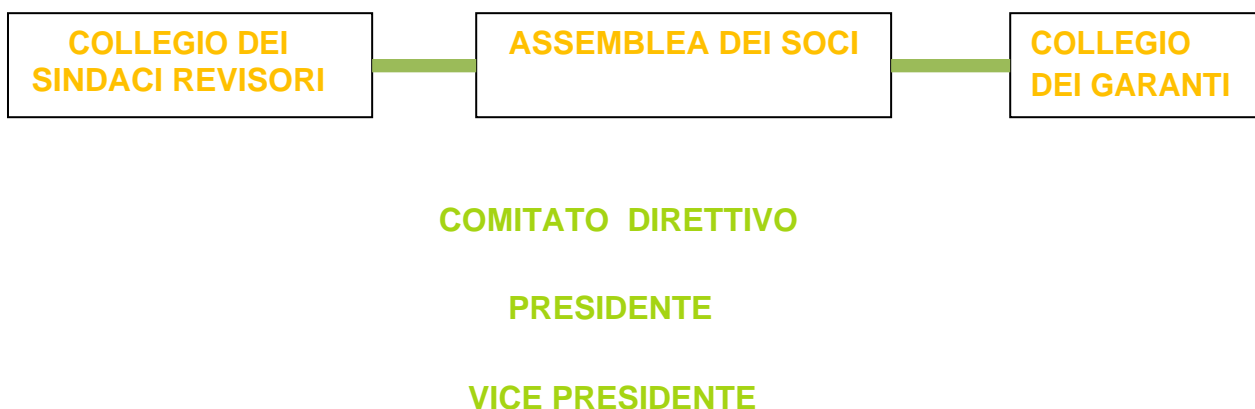 COLLEGIO DEI
SINDACI REVISORI
ASSEMBLEA DEI SOCI
COLLEGIO
DEI GARANTI
COMITATO DIRETTIVO
PRESIDENTE
VICE PRESIDENTE